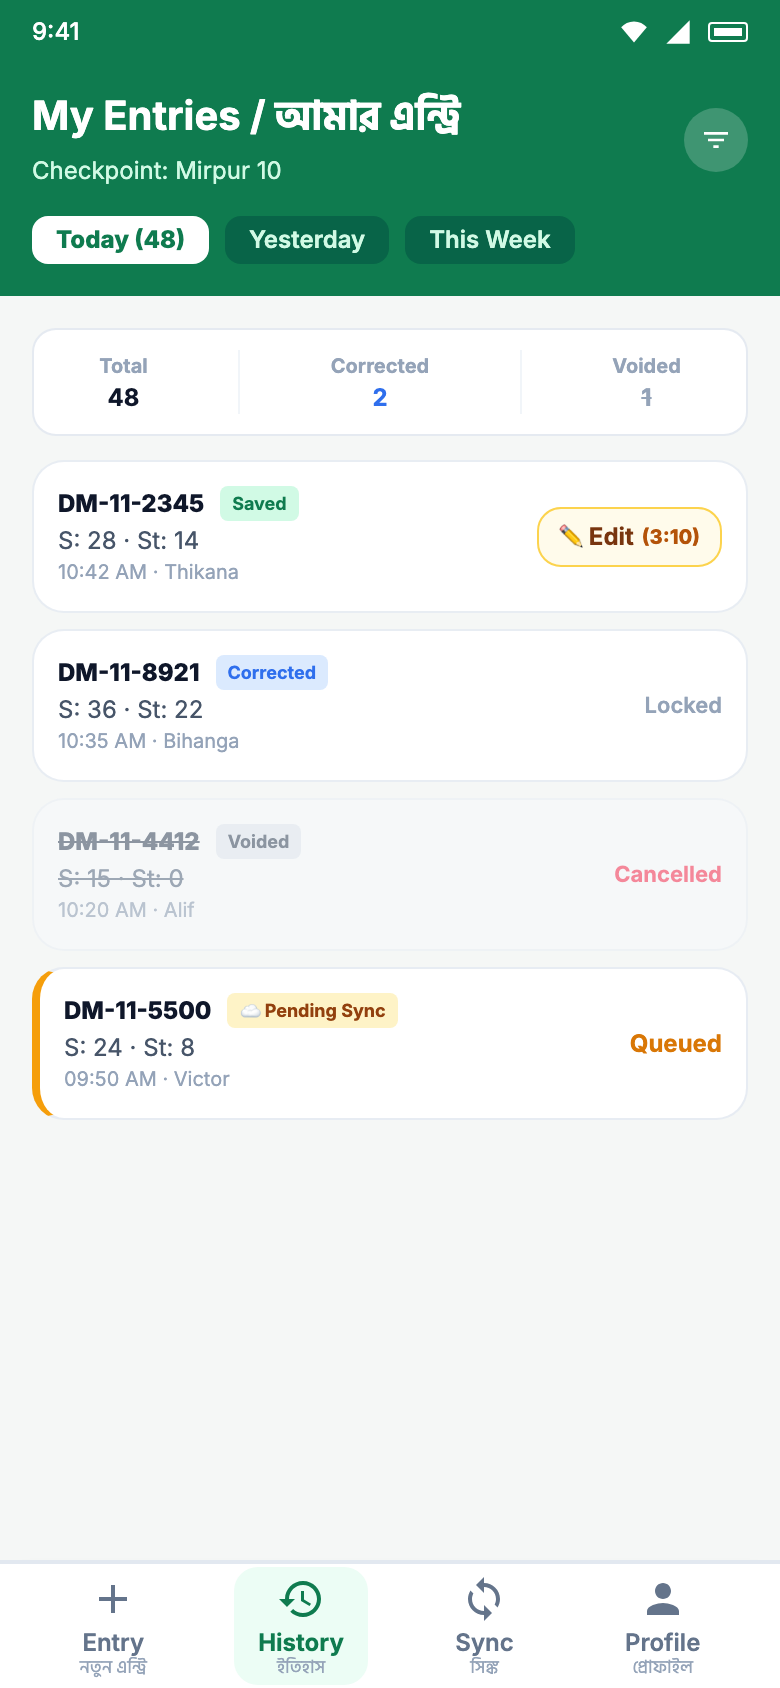 9:41
My Entries / আমার এন্ট্রি
Checkpoint: Mirpur 10
Today (48) Yesterday This Week
Total Corrected Voided
48 2 1
DM-11-2345 Saved
S: 28 · St: 14
✏️ Edit (3:10)
10:42 AM · Thikana
DM-11-8921 Corrected
S: 36 · St: 22
Locked
10:35 AM · Bihanga
DM-11-4412 Voided
S: 15 · St: 0
Cancelled
10:20 AM · Alif
DM-11-5500 ☁️ Pending Sync
S: 24 · St: 8
Queued
09:50 AM · Victor
Entry History Sync Profile
নতুন এন্ট্রি ইতিহাস সিঙ্ক প্রোফাইল